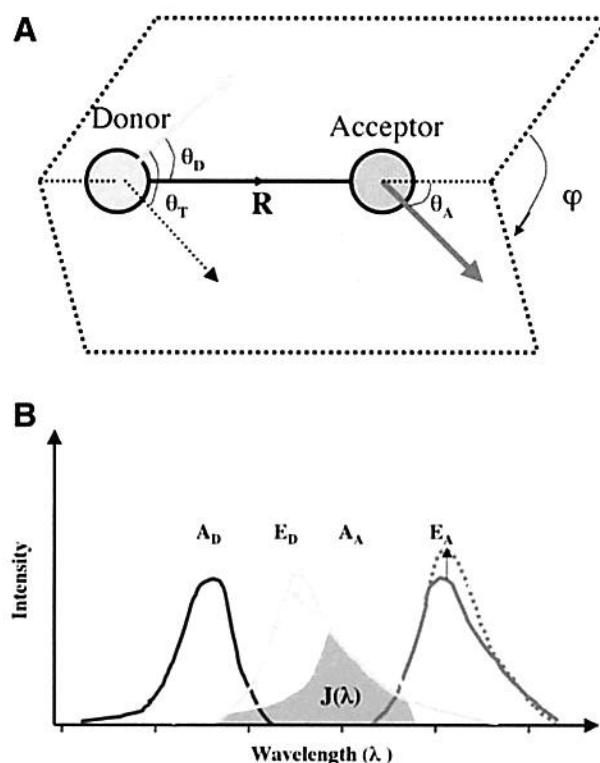 A
Donor
Acceptor
θD
θT
R
θA
φ
B
Intensity
AD
ED
AA
EA
J(λ)
Wavelength (λ)